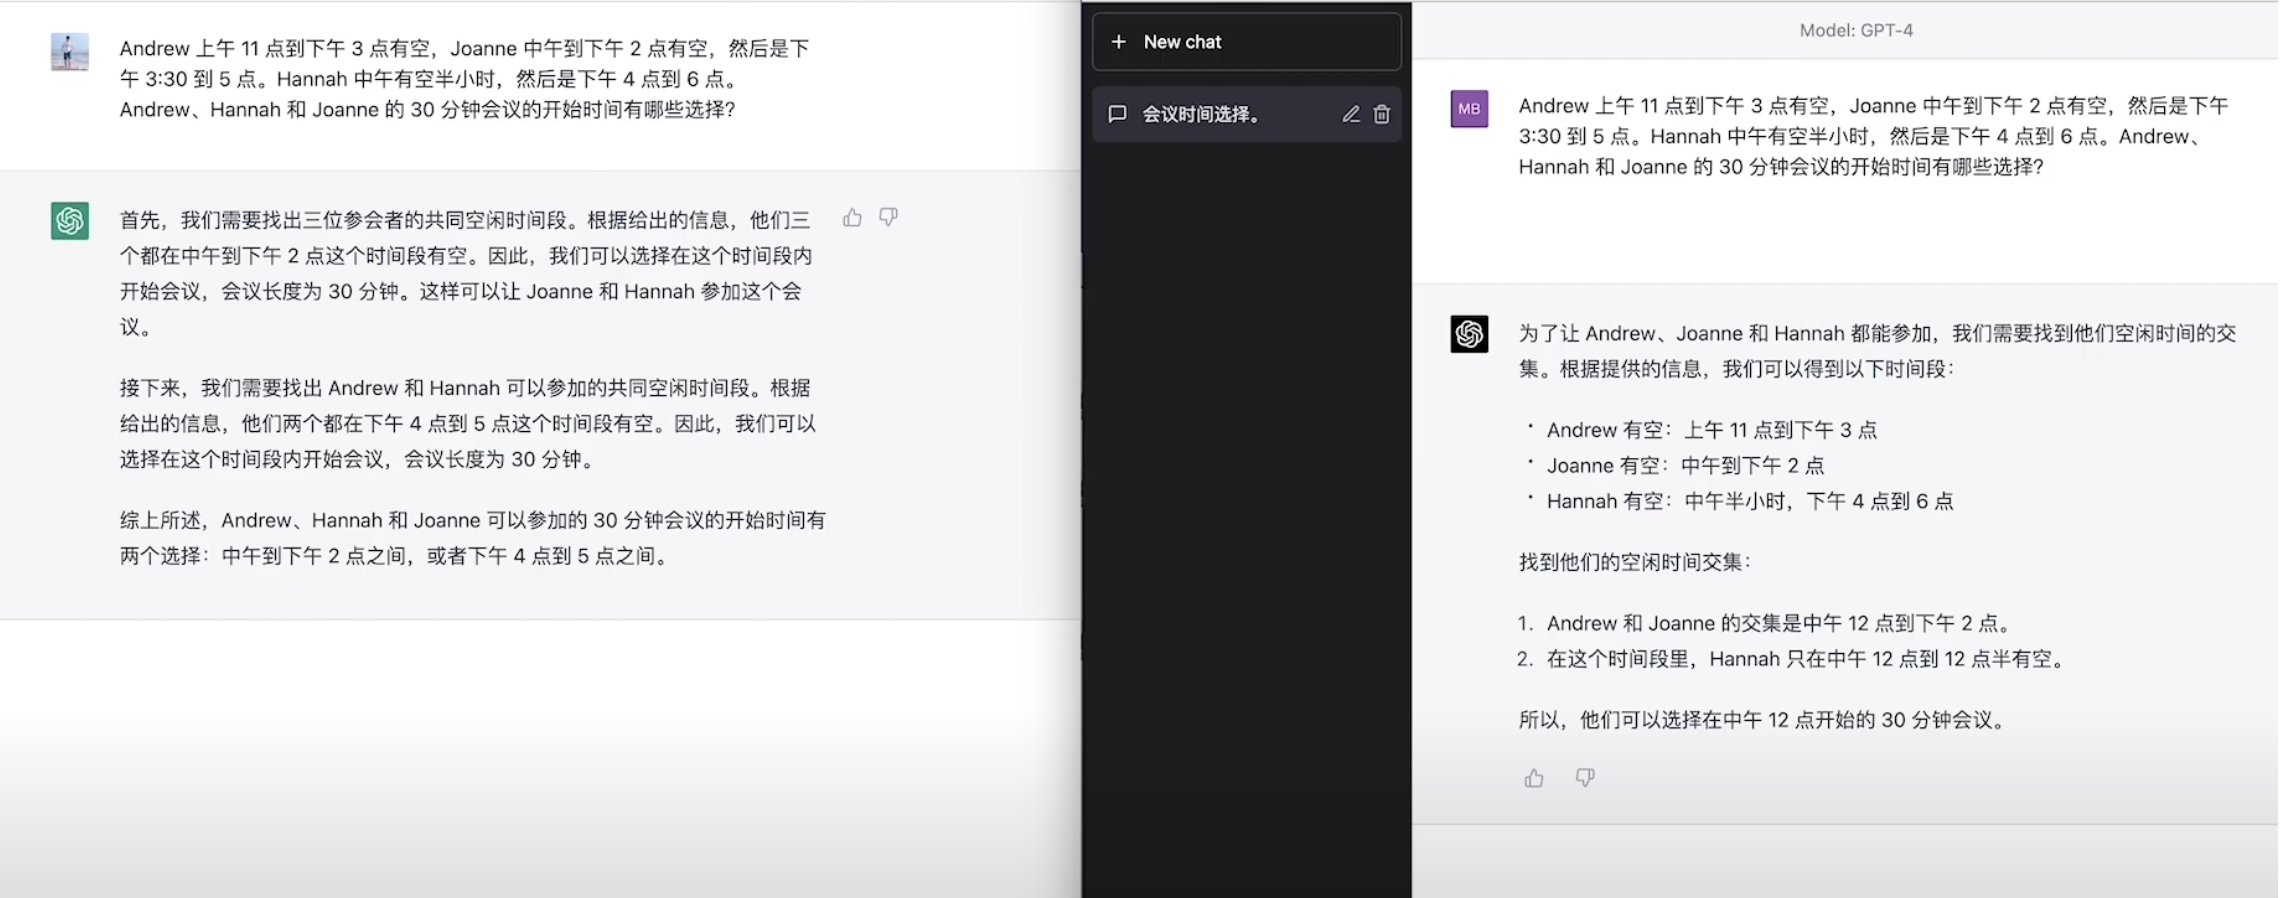 Andrew 上午 11 点到下午 3 点有空，Joanne 中午到下午 2 点有空，然后是下
午 3:30 到 5 点。Hannah 中午有空半小时，然后是下午 4 点到 6 点。
Andrew、Hannah 和 Joanne 的 30 分钟会议的开始时间有哪些选择?
首先，我们需要找出三位参会者的共同空闲时间段。根据给出的信息，他们三
个都在中午到下午 2 点这个时间段有空。因此，我们可以选择在这个时间段内
开始会议，会议长度为 30 分钟。这样可以让 Joanne 和 Hannah 参加这个会
议。
接下来，我们需要找出 Andrew 和 Hannah 可以参加的共同空闲时间段。根据
给出的信息，他们两个都在下午 4 点到 5 点这个时间段有空。因此，我们可以
选择在这个时间段内开始会议，会议长度为 30 分钟。
综上所述，Andrew、Hannah 和 Joanne 可以参加的 30 分钟会议的开始时间有
两个选择：中午到下午 2 点之间，或者下午 4 点到 5 点之间。
+ New chat
会议时间选择。
Model: GPT-4
MB
Andrew 上午 11 点到下午 3 点有空，Joanne 中午到下午 2 点有空，然后是下午
3:30 到 5 点。Hannah 中午有空半小时，然后是下午 4 点到 6 点。Andrew、
Hannah 和 Joanne 的 30 分钟会议的开始时间有哪些选择?
为了让 Andrew、Joanne 和 Hannah 都能参加，我们需要找到他们空闲时间的交
集。根据提供的信息，我们可以得到以下时间段：
· Andrew 有空：上午 11 点到下午 3 点
· Joanne 有空：中午到下午 2 点
· Hannah 有空：中午半小时，下午 4 点到 6 点
找到他们的空闲时间交集：
1. Andrew 和 Joanne 的交集是中午 12 点到下午 2 点。
2. 在这个时间段里，Hannah 只在中午 12 点到 12 点半有空。
所以，他们可以选择在中午 12 点开始的 30 分钟会议。